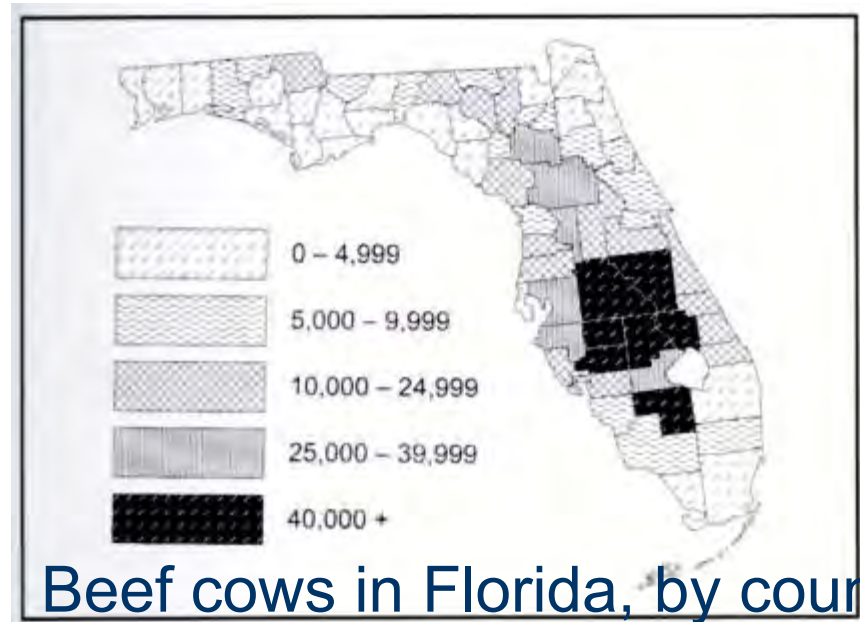 0 – 4,999
5,000 – 9,999
10,000 – 24,999
25,000 – 39,999
40,000 +
Beef cows in Florida, by coun